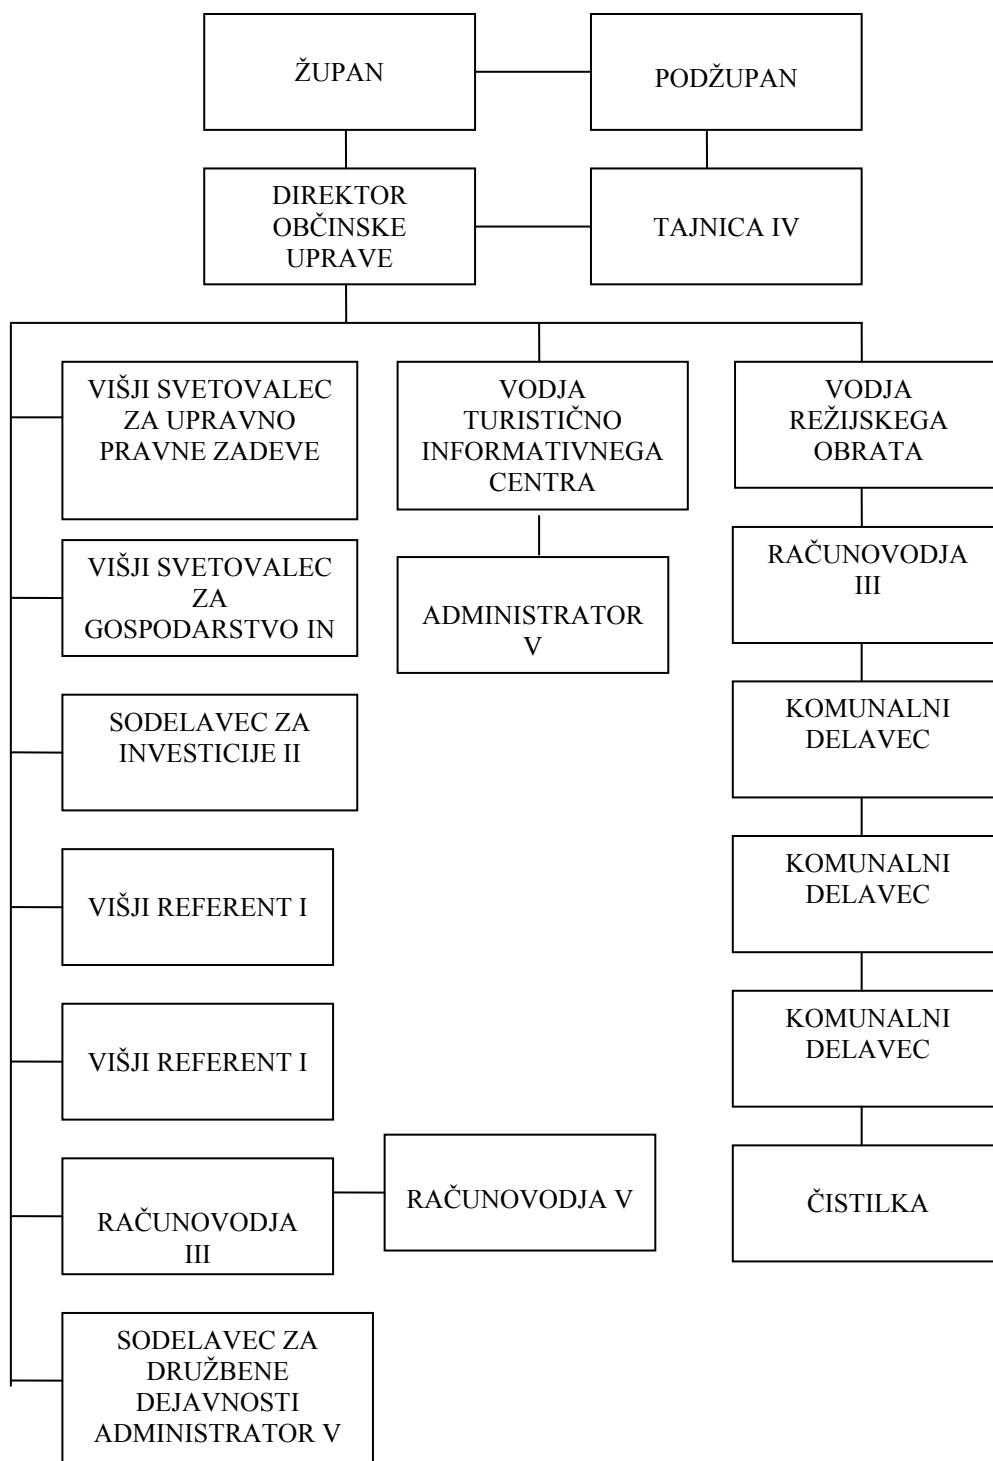 ŽUPAN
PODŽUPAN
DIREKTOR
OBČINSKE
UPRAVE
TAJNICA IV
VIŠJI SVETOVALEC
ZA UPRAVNO
PRAVNE ZADEVE
VODJA
TURISTIČNO
INFORMATIVNEGA
CENTRA
VODJA
REŽIJSKEGA
OBRATA
VIŠJI SVETOVALEC
ZA
GOSPODARSTVO IN
ADMINISTRATOR
V
RAČUNOVODJA
III
SODELAVEC ZA
INVESTICIJE II
KOMUNALNI
DELAVEC
VIŠJI REFERENT I
KOMUNALNI
DELAVEC
VIŠJI REFERENT I
KOMUNALNI
DELAVEC
RAČUNOVODJA
III
RAČUNOVODJA V
ČISTILKA
SODELAVEC ZA
DRUŽBENE
DEJAVNOSTI
ADMINISTRATOR V